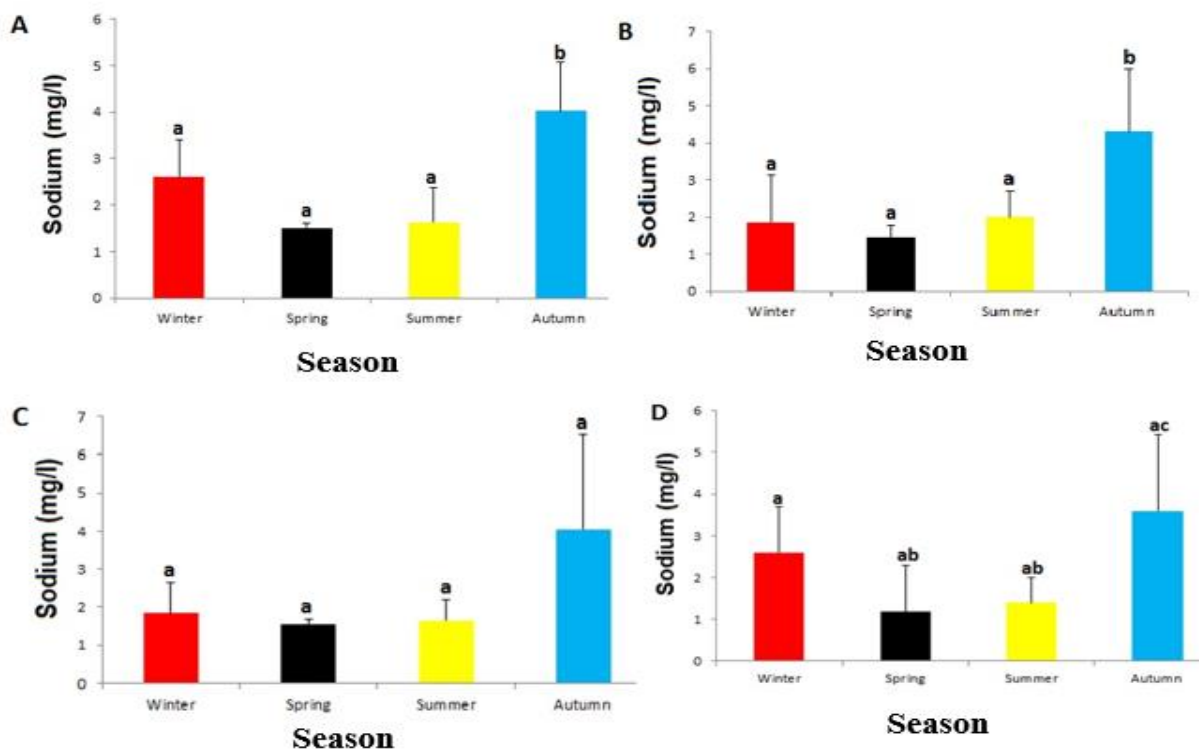 A
Sodium (mg/l)
6
5
4
3
2
1
0
a
a
a
b
Winter Spring Summer Autumn
Season
B
Sodium (mg/l)
7
6
5
4
3
2
1
0
a
a
a
b
Winter Spring Summer Autumn
Season
C
Sodium (mg/l)
7
6
5
4
3
2
1
0
a
a
a
a
Winter Spring Summer Autumn
Season
D
Sodium (mg/l)
6
5
4
3
2
1
0
a
ab
ab
ac
Winter Spring Summer Autumn
Season